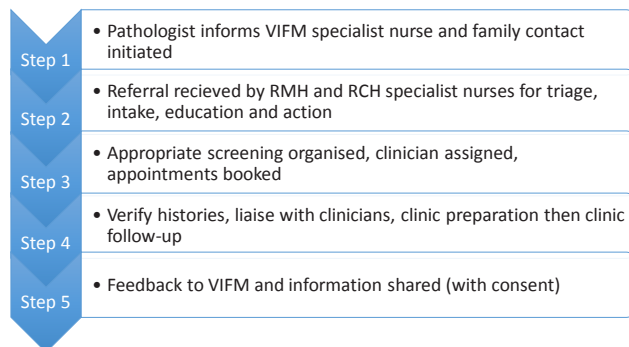 Step 1
• Pathologist informs VIFM specialist nurse and family contact
initiated
Step 2
• Referral recieved by RMH and RCH specialist nurses for triage,
intake, education and action
Step 3
• Appropriate screening organised, clinician assigned,
appointments booked
Step 4
• Verify histories, liaise with clinicians, clinic preparation then clinic
follow-up
Step 5
• Feedback to VIFM and information shared (with consent)